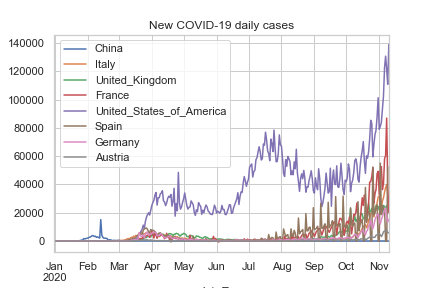 New COVID-19 daily cases
140000
120000
100000
80000
60000
40000
20000
0
China
Italy
United_Kingdom
France
United_States_of_America
Spain
Germany
Austria
Jan Feb Mar Apr May Jun Jul Aug Sep Oct Nov
2020